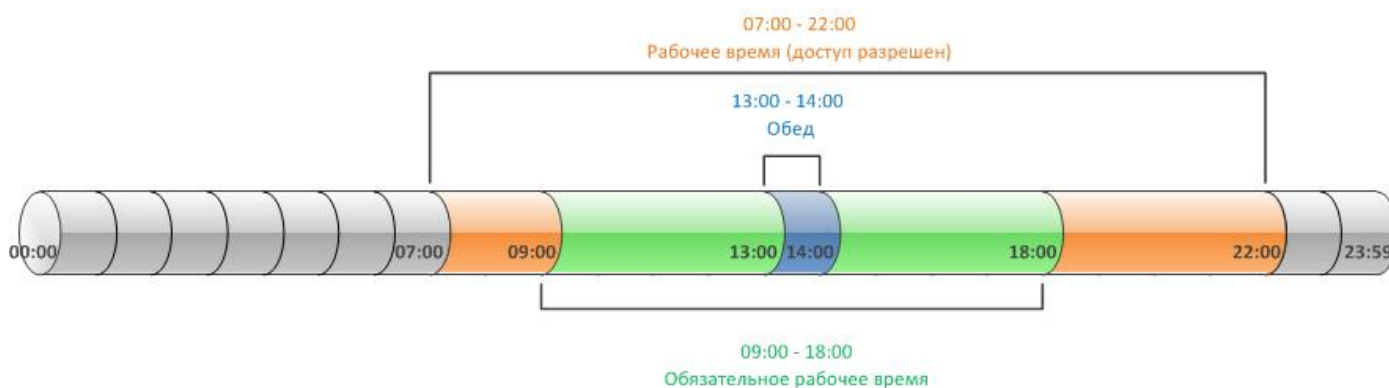 07:00 - 22:00
Рабочее время (доступ разрешен)
13:00 - 14:00
Обед
00:00 07:00 09:00 13:00 14:00 18:00 22:00 23:59
09:00 - 18:00
Обязательное рабочее время